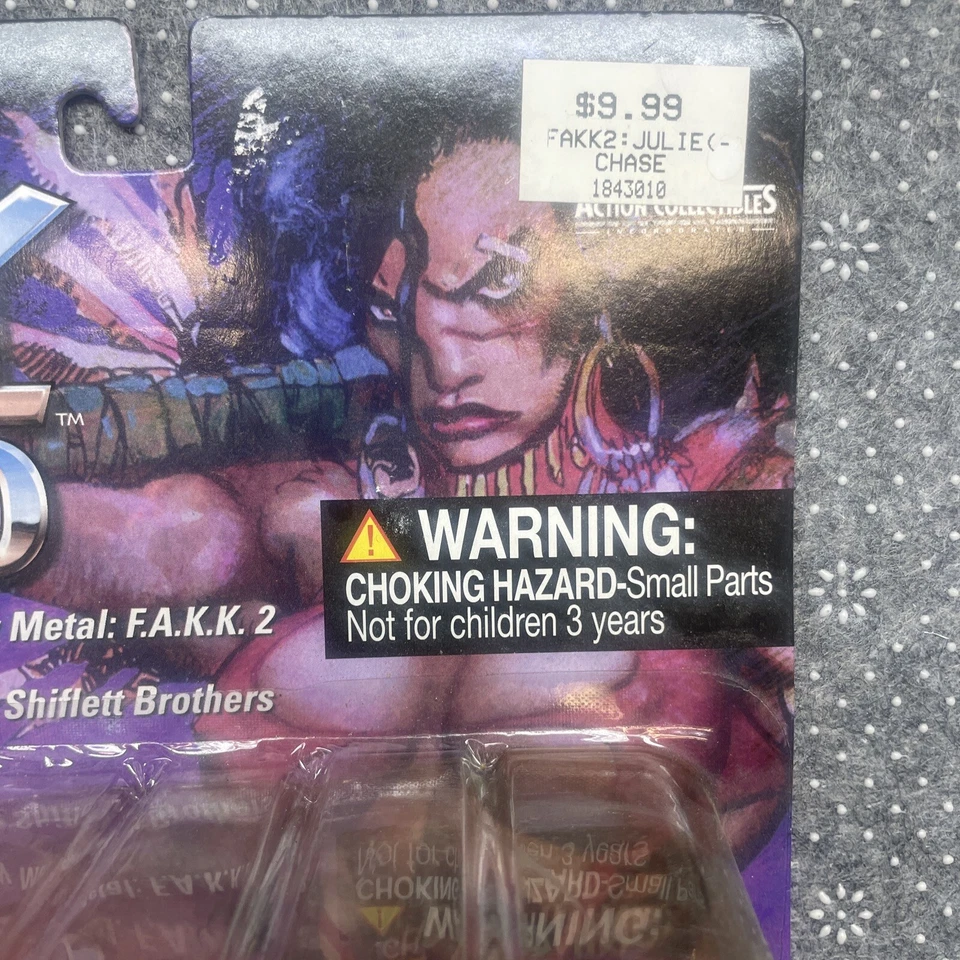 $9.99
FAKK2:JULIE(-
CHASE
1843010
ACTION COLLECTIBLES
INCORPORATED
TM
WARNING:
CHOKING HAZARD-Small Parts
Not for children 3 years
Metal: F.A.K.K. 2
Shiflett Brothers